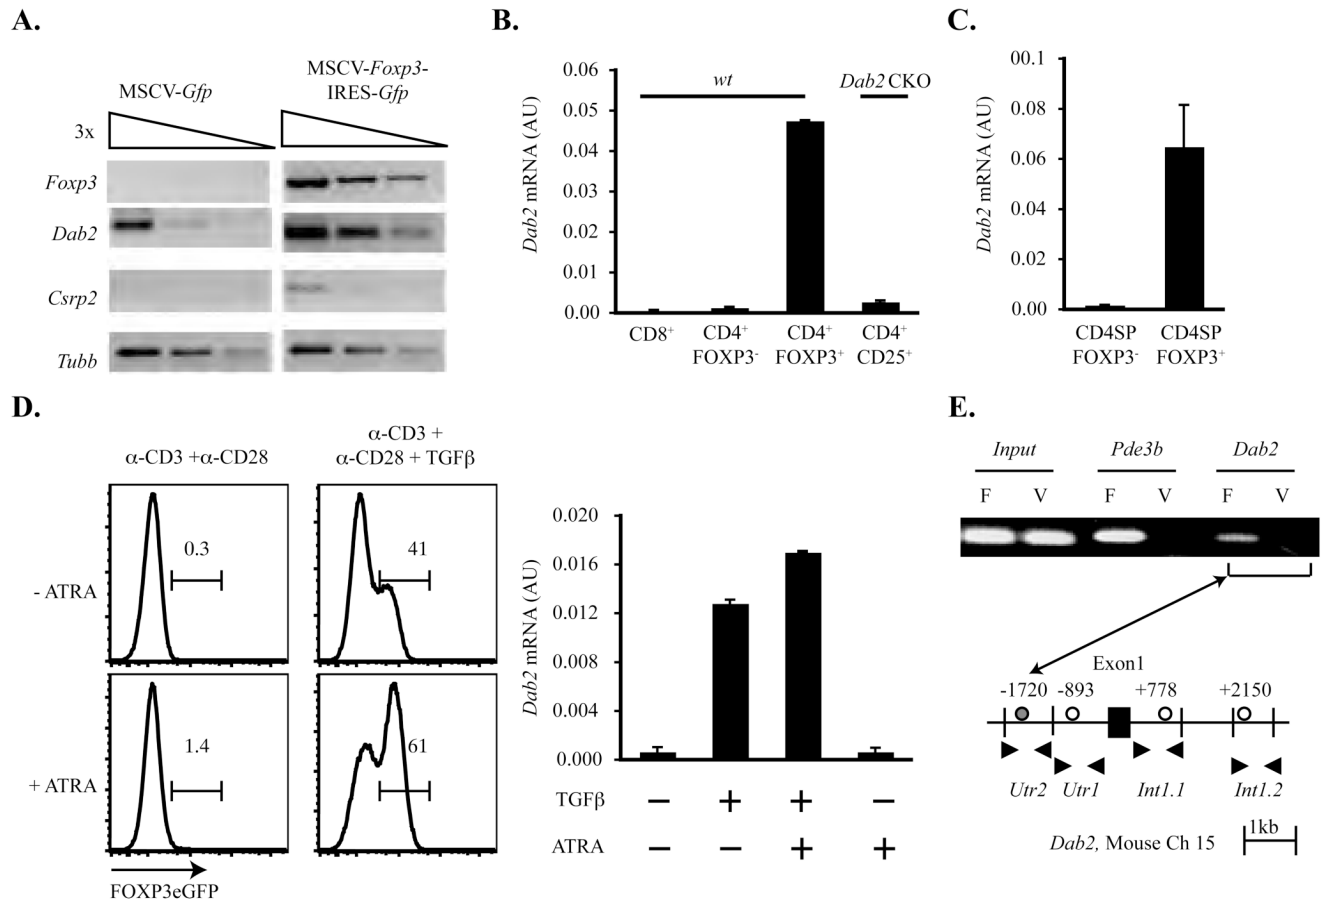 A.
MSCV-Gfp
MSCV-Foxp3-
IRES-Gfp
3x
Foxp3
Dab2
Csrp2
Tubb
B.
wt
Dab2 CKO
Dab2 mRNA (AU)
0.06
0.05
0.04
0.03
0.02
0.01
0.00
CD8⁺
CD4⁺
FOXP3⁻
CD4⁺
FOXP3⁺
CD4⁺
CD25⁺
C.
Dab2 mRNA (AU)
00.1
0.08
0.06
0.04
0.02
0.00
CD4SP
FOXP3⁻
CD4SP
FOXP3⁺
D.
α-CD3 +α-CD28
α-CD3 +
α-CD28 + TGFβ
- ATRA
0.3
41
+ ATRA
1.4
61
FOXP3eGFP
Dab2 mRNA (AU)
0.020
0.016
0.012
0.008
0.004
0.000
TGFβ − + + −
ATRA − − + +
E.
Input Pde3b Dab2
F V F V F V
Exon1
-1720 -893 +778 +2150
Utr2 Utr1 Int1.1 Int1.2
Dab2, Mouse Ch 15
1kb